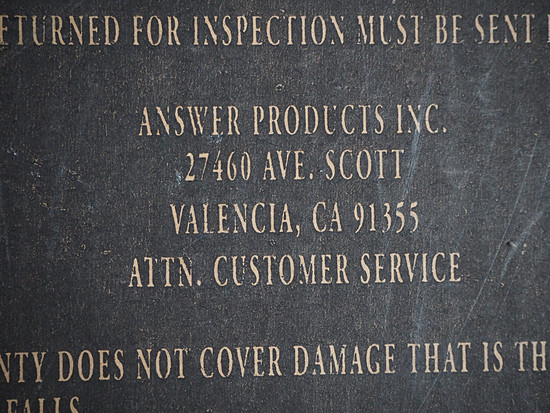 ETURNED FOR INSPECTION MUST BE SENT
ANSWER PRODUCTS INC.
27460 AVE. SCOTT
VALENCIA, CA 91355
ATTN. CUSTOMER SERVICE
NTY DOES NOT COVER DAMAGE THAT IS TH
FALLS